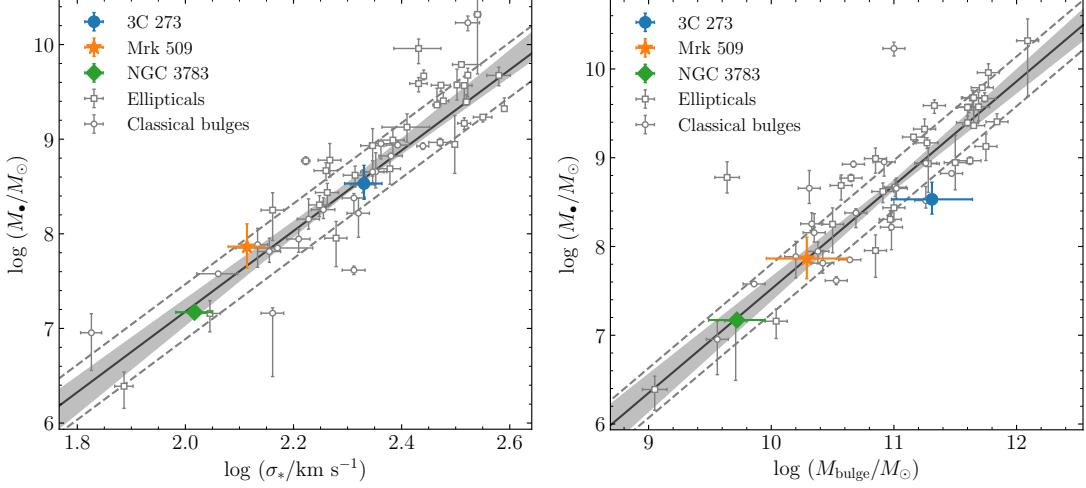 3C 273
Mrk 509
NGC 3783
Ellipticals
Classical bulges
10
9
8
7
6
1.8
2.0
2.2
2.4
2.6
log (M●/M⊙)
log (σ*/km s⁻¹)
3C 273
Mrk 509
NGC 3783
Ellipticals
Classical bulges
10
9
8
7
6
9
10
11
12
log (M●/M⊙)
log (Mbulge/M⊙)